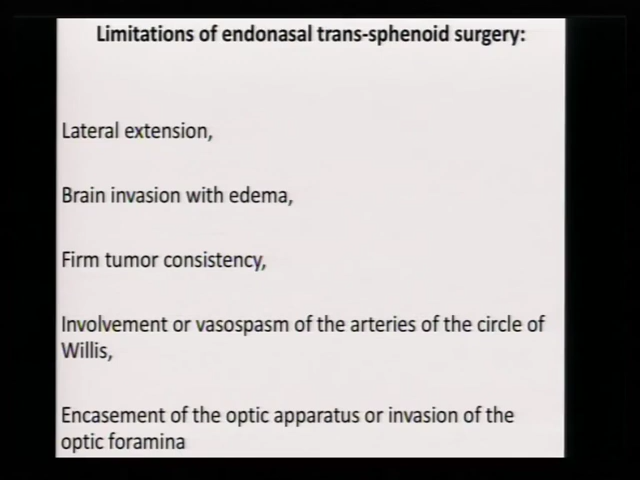 Limitations of endonasal trans-sphenoid surgery:
Lateral extension,
Brain invasion with edema,
Firm tumor consistency,
Involvement or vasospasm of the arteries of the circle of
Willis,
Encasement of the optic apparatus or invasion of the
optic foramina